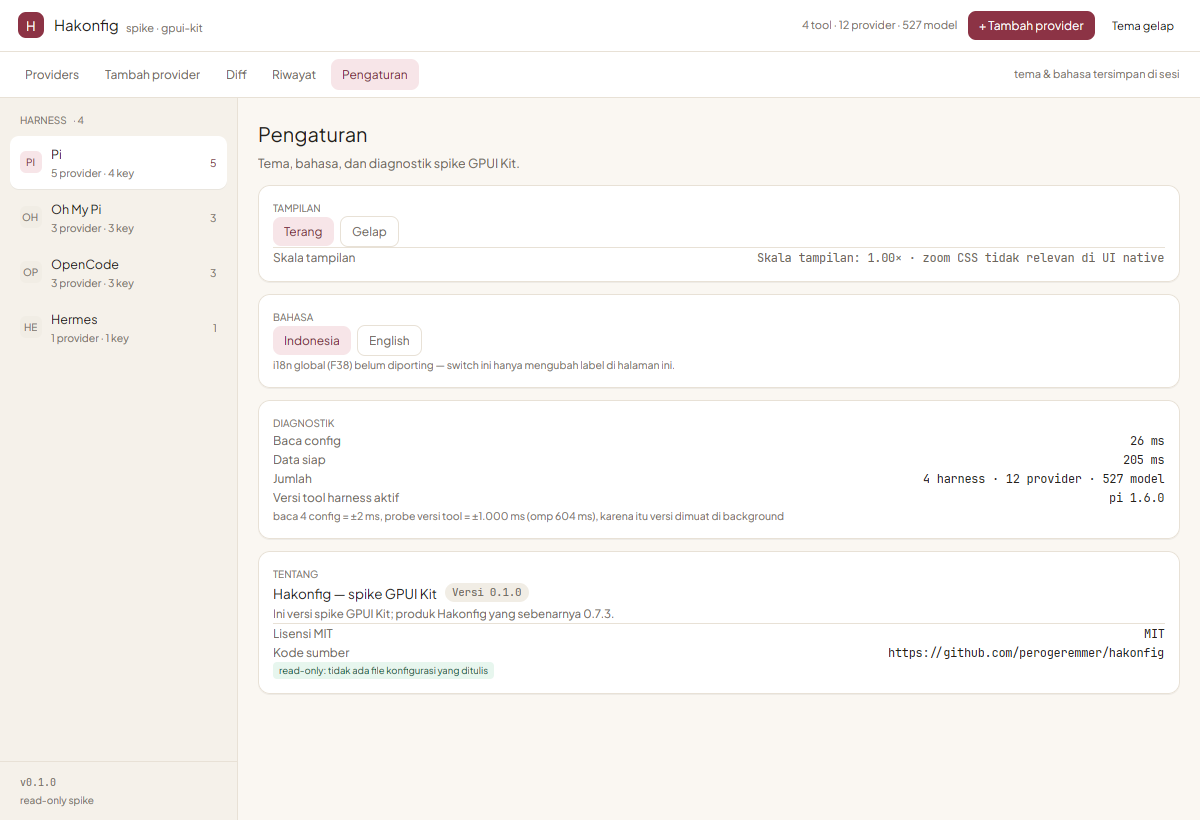 H Hakonfig spike · gpui-kit 4 tool · 12 provider · 527 model + Tambah provider Tema gelap
Providers Tambah provider Diff Riwayat Pengaturan tema & bahasa tersimpan di sesi
HARNESS · 4
PI Pi 5
5 provider · 4 key
OH Oh My Pi 3
3 provider · 3 key
OP OpenCode 3
3 provider · 3 key
HE Hermes 1
1 provider · 1 key
v0.1.0
read-only spike
Pengaturan
Tema, bahasa, dan diagnostik spike GPUI Kit.
TAMPILAN
Terang Gelap
Skala tampilan Skala tampilan: 1.00× · zoom CSS tidak relevan di UI native
BAHASA
Indonesia English
i18n global (F38) belum diporting — switch ini hanya mengubah label di halaman ini.
DIAGNOSTIK
Baca config 26 ms
Data siap 205 ms
Jumlah 4 harness · 12 provider · 527 model
Versi tool harness aktif pi 1.6.0
baca 4 config = ±2 ms, probe versi tool = ±1.000 ms (omp 604 ms), karena itu versi dimuat di background
TENTANG
Hakonfig — spike GPUI Kit Versi 0.1.0
Ini versi spike GPUI Kit; produk Hakonfig yang sebenarnya 0.7.3.
Lisensi MIT MIT
Kode sumber https://github.com/perogeremmer/hakonfig
read-only: tidak ada file konfigurasi yang ditulis